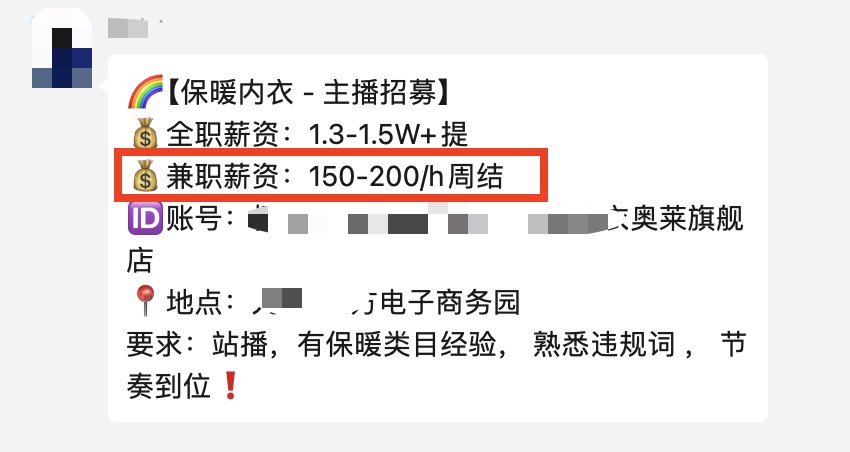 🌈【保暖内衣 - 主播招募】
💰全职薪资：1.3-1.5W+提
💰兼职薪资：150-200/h周结
🆔账号：奥莱旗舰
店
📍地点：电子商务园
要求：站播，有保暖类目经验， 熟悉违规词 ， 节
奏到位❗